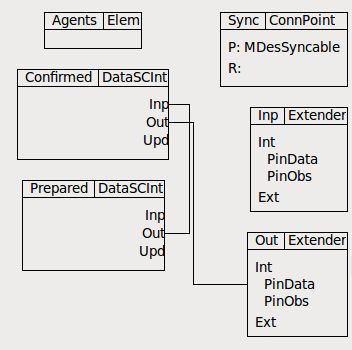 Agents Elem
Sync ConnPoint
P: MDesSyncable
R:
Confirmed DataSCInt
Inp
Out
Upd
Inp Extender
Int
PinData
PinObs
Ext
Prepared DataSCInt
Inp
Out
Upd
Out Extender
Int
PinData
PinObs
Ext